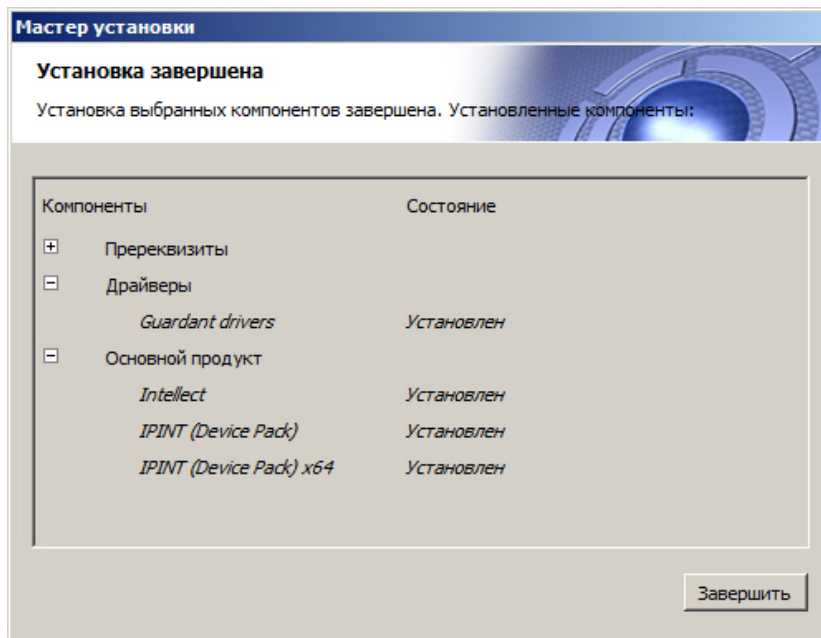 Мастер установки
Установка завершена
Установка выбранных компонентов завершена. Установленные компоненты:
Компоненты Состояние
Пререквизиты
Драйверы
Guardant drivers Установлен
Основной продукт
Intellect Установлен
IPINT (Device Pack) Установлен
IPINT (Device Pack) x64 Установлен
Завершить